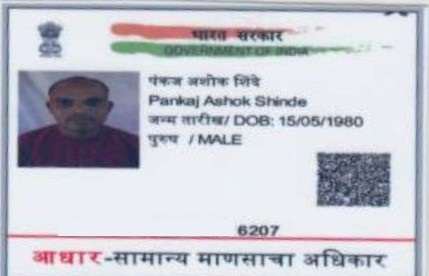 भारत सरकार
GOVERNMENT OF INDIA
पंकज अशोक शिंदे
Pankaj Ashok Shinde
जन्म तारीख/ DOB: 15/05/1980
पुरुष / MALE
6207
आधार-सामान्य माणसाचा अधिकार